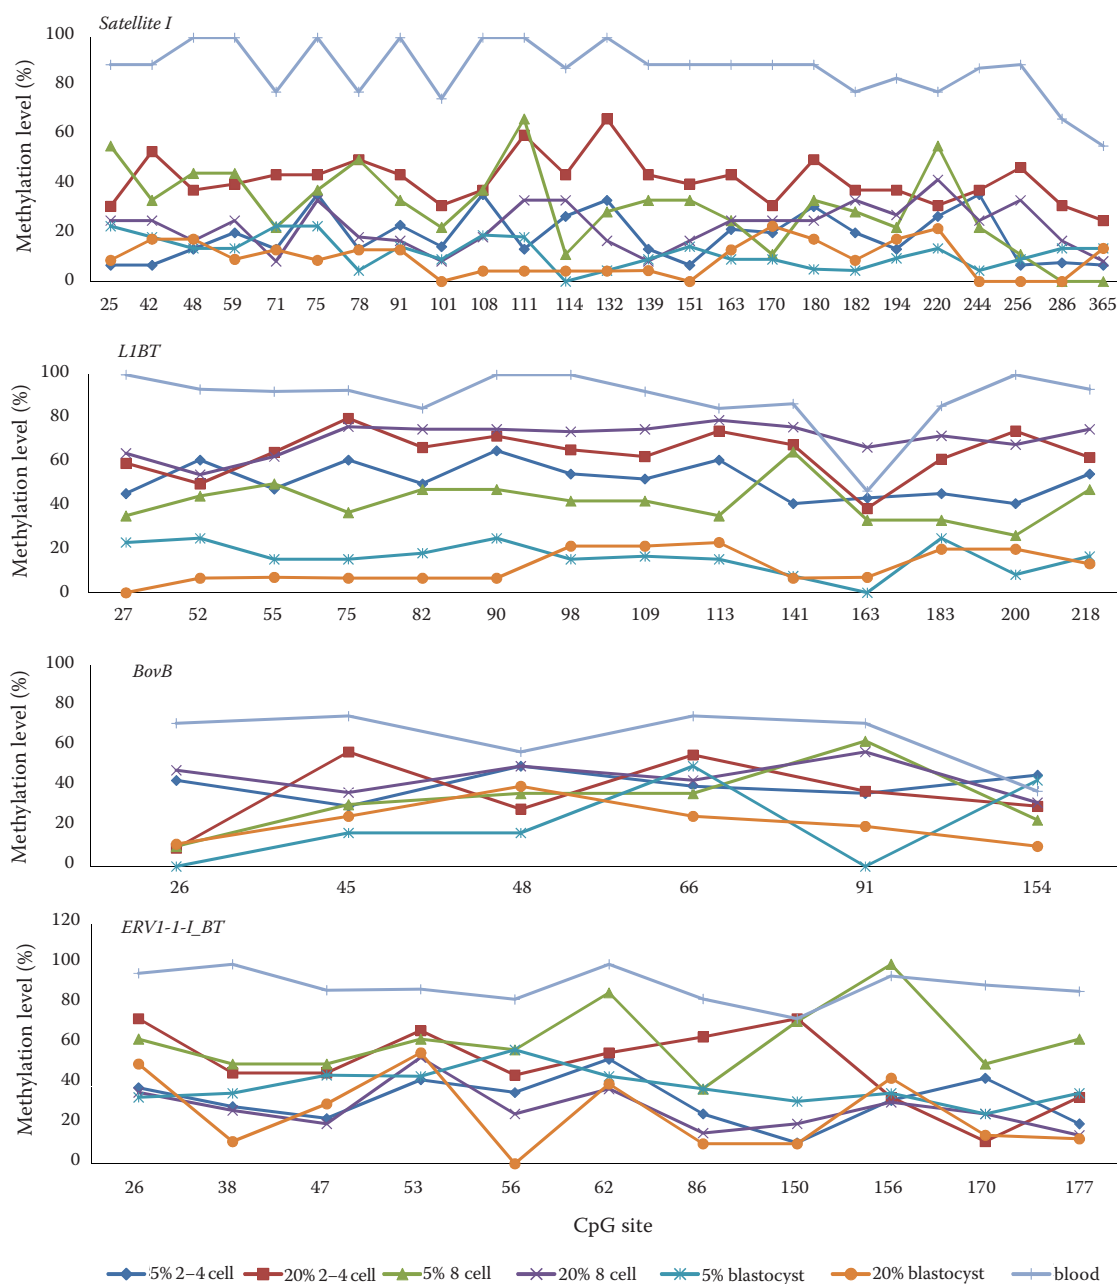 Satellite I
Methylation level (%)
100
80
60
40
20
0
25 42 48 59 71 75 78 91 101 108 111 114 132 139 151 163 170 180 182 194 220 244 256 286 365
L1BT
Methylation level (%)
100
80
60
40
20
0
27 52 55 75 82 90 98 109 113 141 163 183 200 218
BovB
Methylation level (%)
100
80
60
40
20
0
26 45 48 66 91 154
ERV1-1-I_BT
Methylation level (%)
120
100
80
60
40
20
0
26 38 47 53 56 62 86 150 156 170 177
CpG site
5% 2–4 cell 20% 2–4 cell 5% 8 cell 20% 8 cell 5% blastocyst 20% blastocyst blood